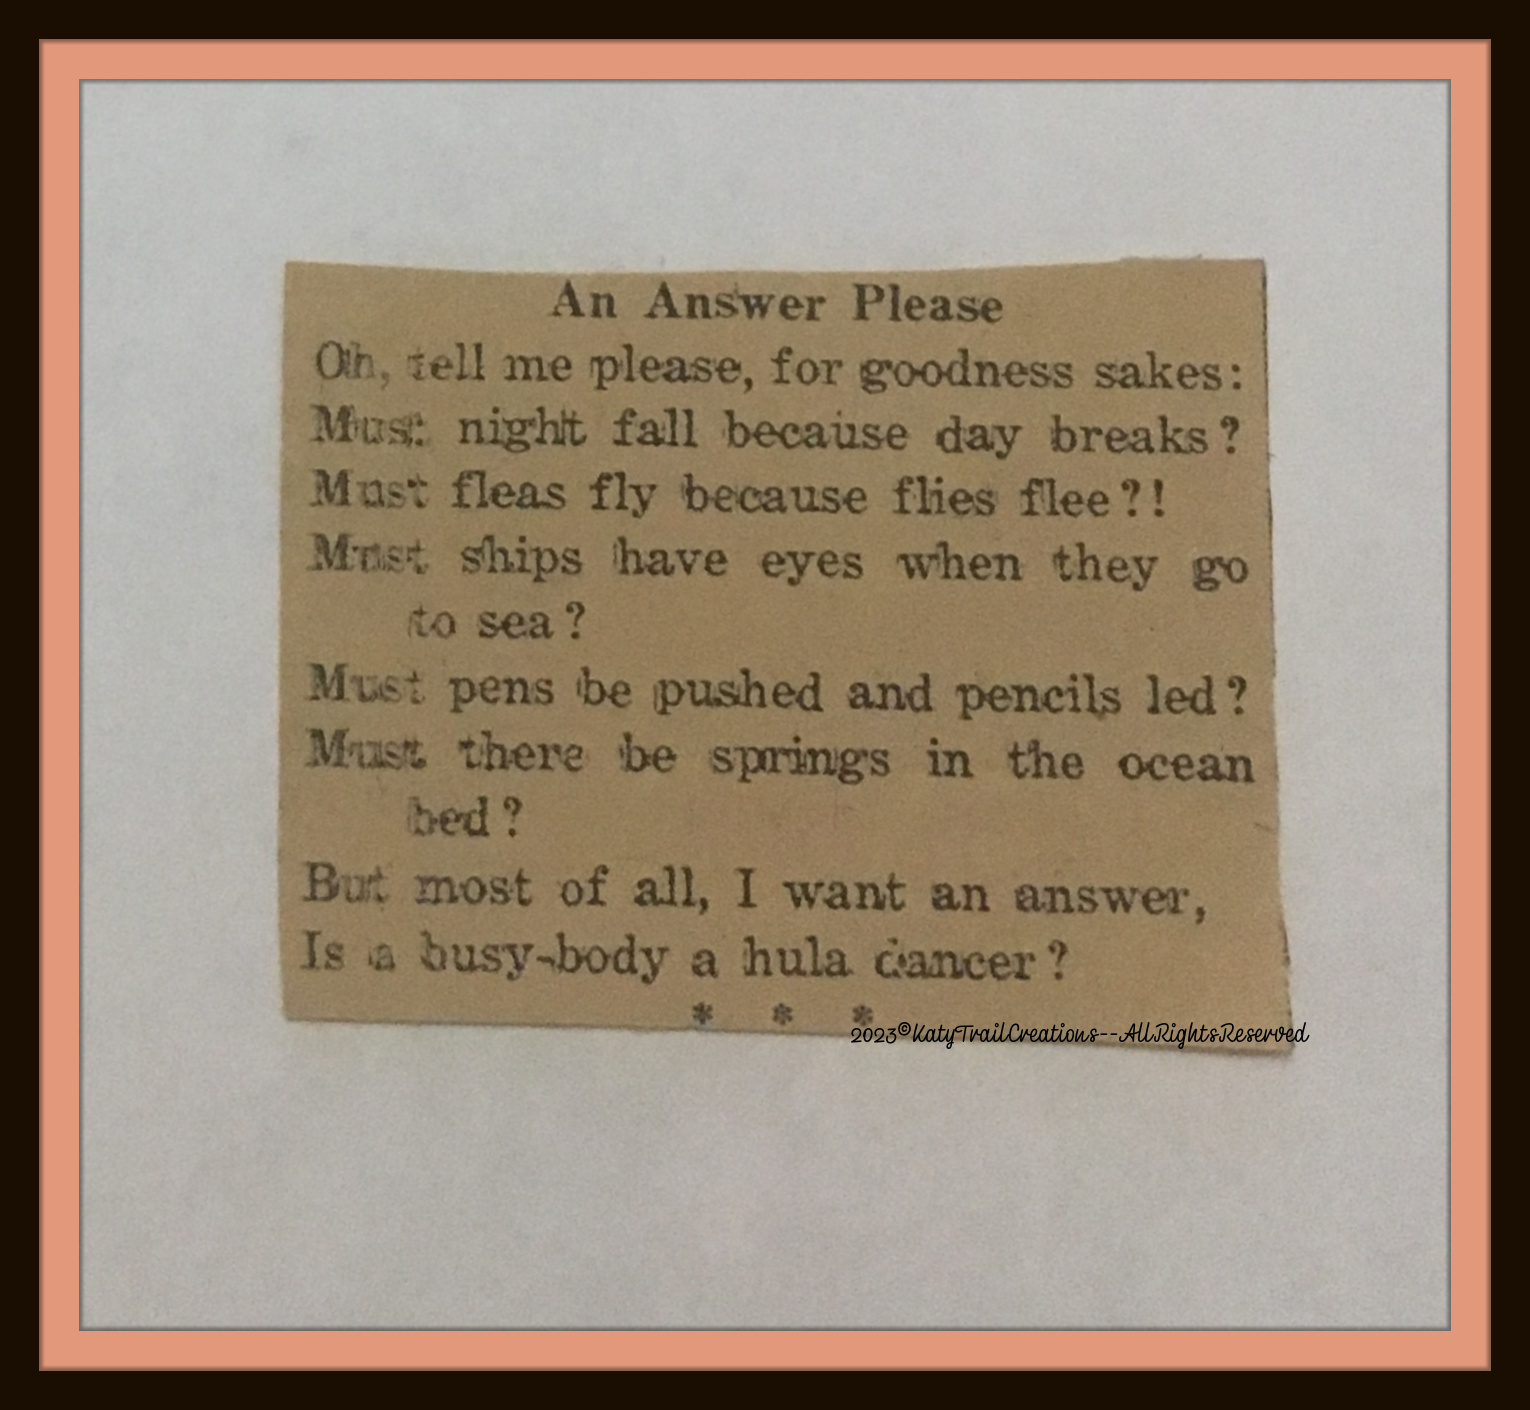 An Answer Please
Oh, tell me please, for goodness sakes:
Must night fall because day breaks?
Must fleas fly because flies flee?!
Must ships have eyes when they go
to sea?
Must pens be pushed and pencils led?
Must there be springs in the ocean
bed?
But most of all, I want an answer,
Is a busy-body a hula dancer?
* * *
2023©KatyTrailCreations--AllRightsReserved